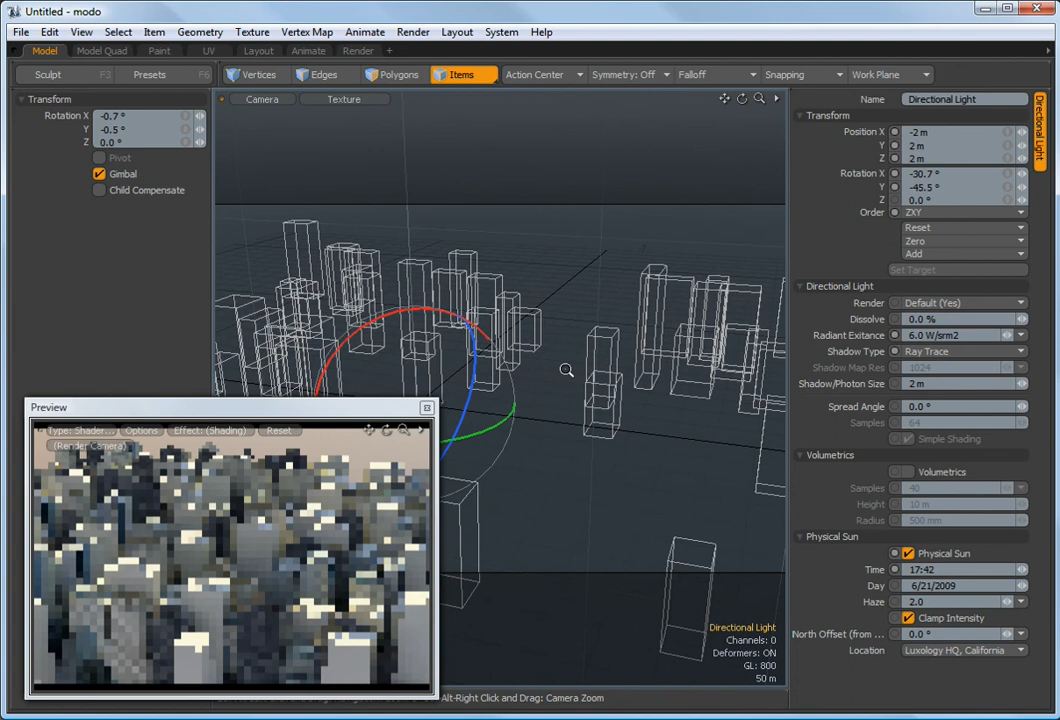 Untitled - modo
File Edit View Select Item Geometry Texture Vertex Map Animate Render Layout System Help
Model Model Quad Paint UV Layout Animate Render +
Sculpt F3 Presets F6 Vertices Edges Polygons Items Action Center Symmetry: Off Falloff Snapping Work Plane
Transform
Rotation X -0.7 °
Y -0.5 °
Z 0.0 °
Pivot
Gimbal
Child Compensate
Camera Texture
Name Directional Light
Directional Light
Transform
Position X -2 m
Y 2 m
Z 2 m
Rotation X -30.7 °
Y -45.5 °
Z 0.0 °
Order ZXY
Reset
Zero
Add
Set Target
Directional Light
Render Default (Yes)
Dissolve 0.0 %
Radiant Exitance 6.0 W/srm2
Shadow Type Ray Trace
Shadow Map Res 1024
Shadow/Photon Size 2 m
Spread Angle 0.0 °
Samples 64
Simple Shading
Volumetrics
Volumetrics
Samples 40
Height 10 m
Radius 500 mm
Physical Sun
Physical Sun
Time 17:42
Day 6/21/2009
Haze 2.0
Clamp Intensity
North Offset (from ... 0.0 °
Location Luxology HQ, California
Preview
Type: Shader... Options Effect: (Shading) Reset
(Render Camera)
Directional Light
Channels: 0
Deformers: ON
GL: 800
50 m
Alt-Right Click and Drag: Camera Zoom